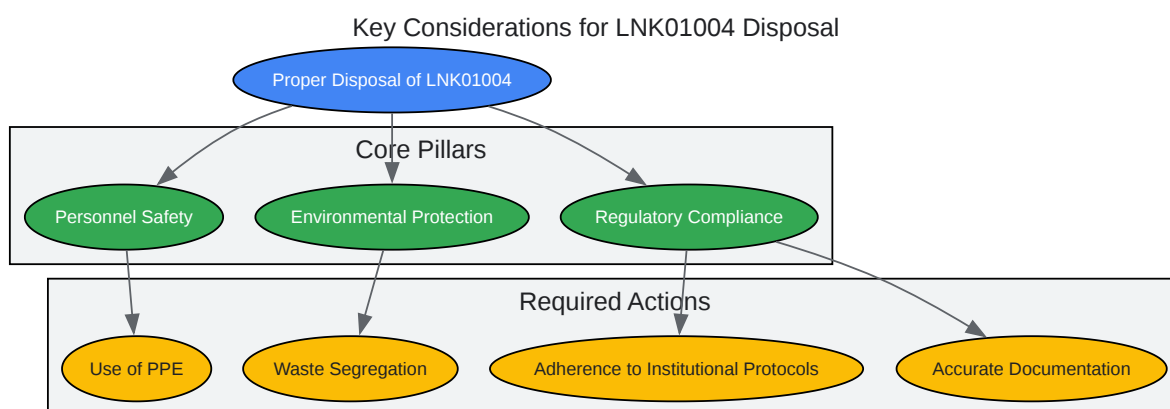 Key Considerations for LNK01004 Disposal
Proper Disposal of LNK01004
Core Pillars
Personnel Safety
Environmental Protection
Regulatory Compliance
Required Actions
Use of PPE
Waste Segregation
Adherence to Institutional Protocols
Accurate Documentation